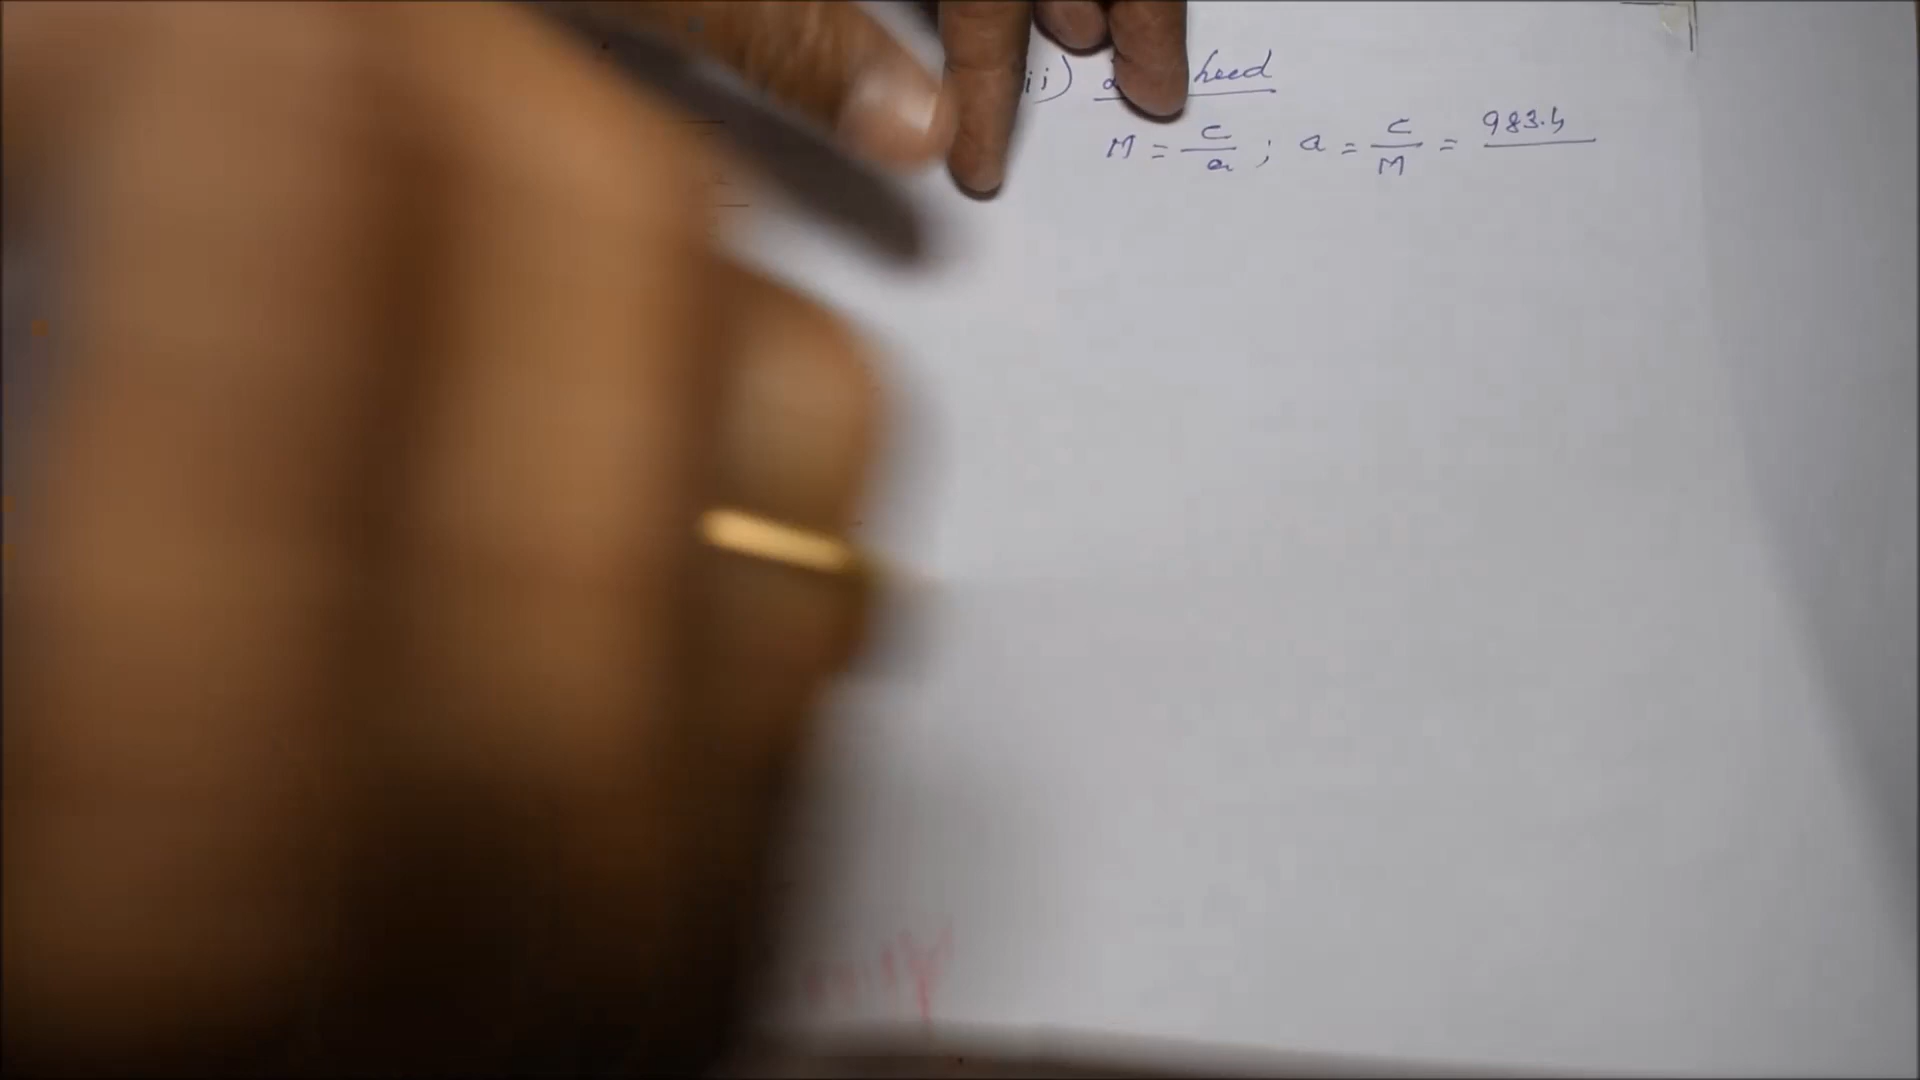 ii) heed
M = c/a ; a = c/M = 983.4